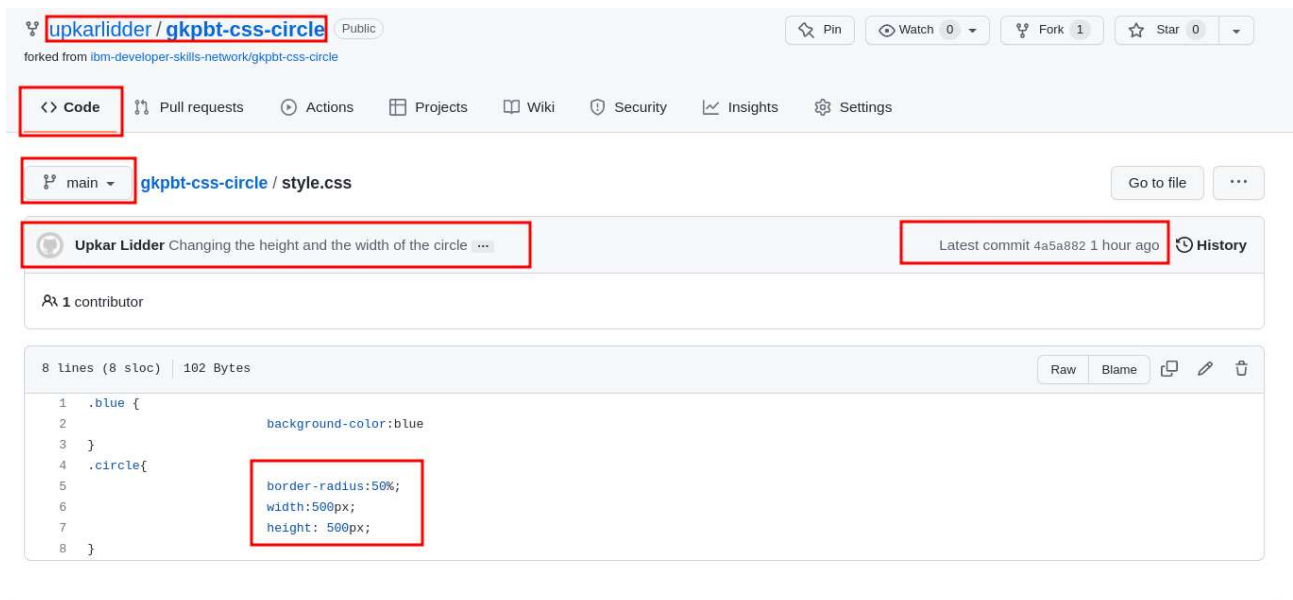 upkarlidder / gkpbt-css-circle Public Pin Watch 0 Fork 1 Star 0
forked from ibm-developer-skills-network/gkpbt-css-circle
<> Code Pull requests Actions Projects Wiki Security Insights Settings
main gkpbt-css-circle / style.css Go to file ...
Upkar Lidder Changing the height and the width of the circle ... Latest commit 4a5a882 1 hour ago History
1 contributor
8 lines (8 sloc) 102 Bytes Raw Blame
1 .blue {
2 background-color:blue
3 }
4 .circle{
5 border-radius:50%;
6 width:500px;
7 height: 500px;
8 }